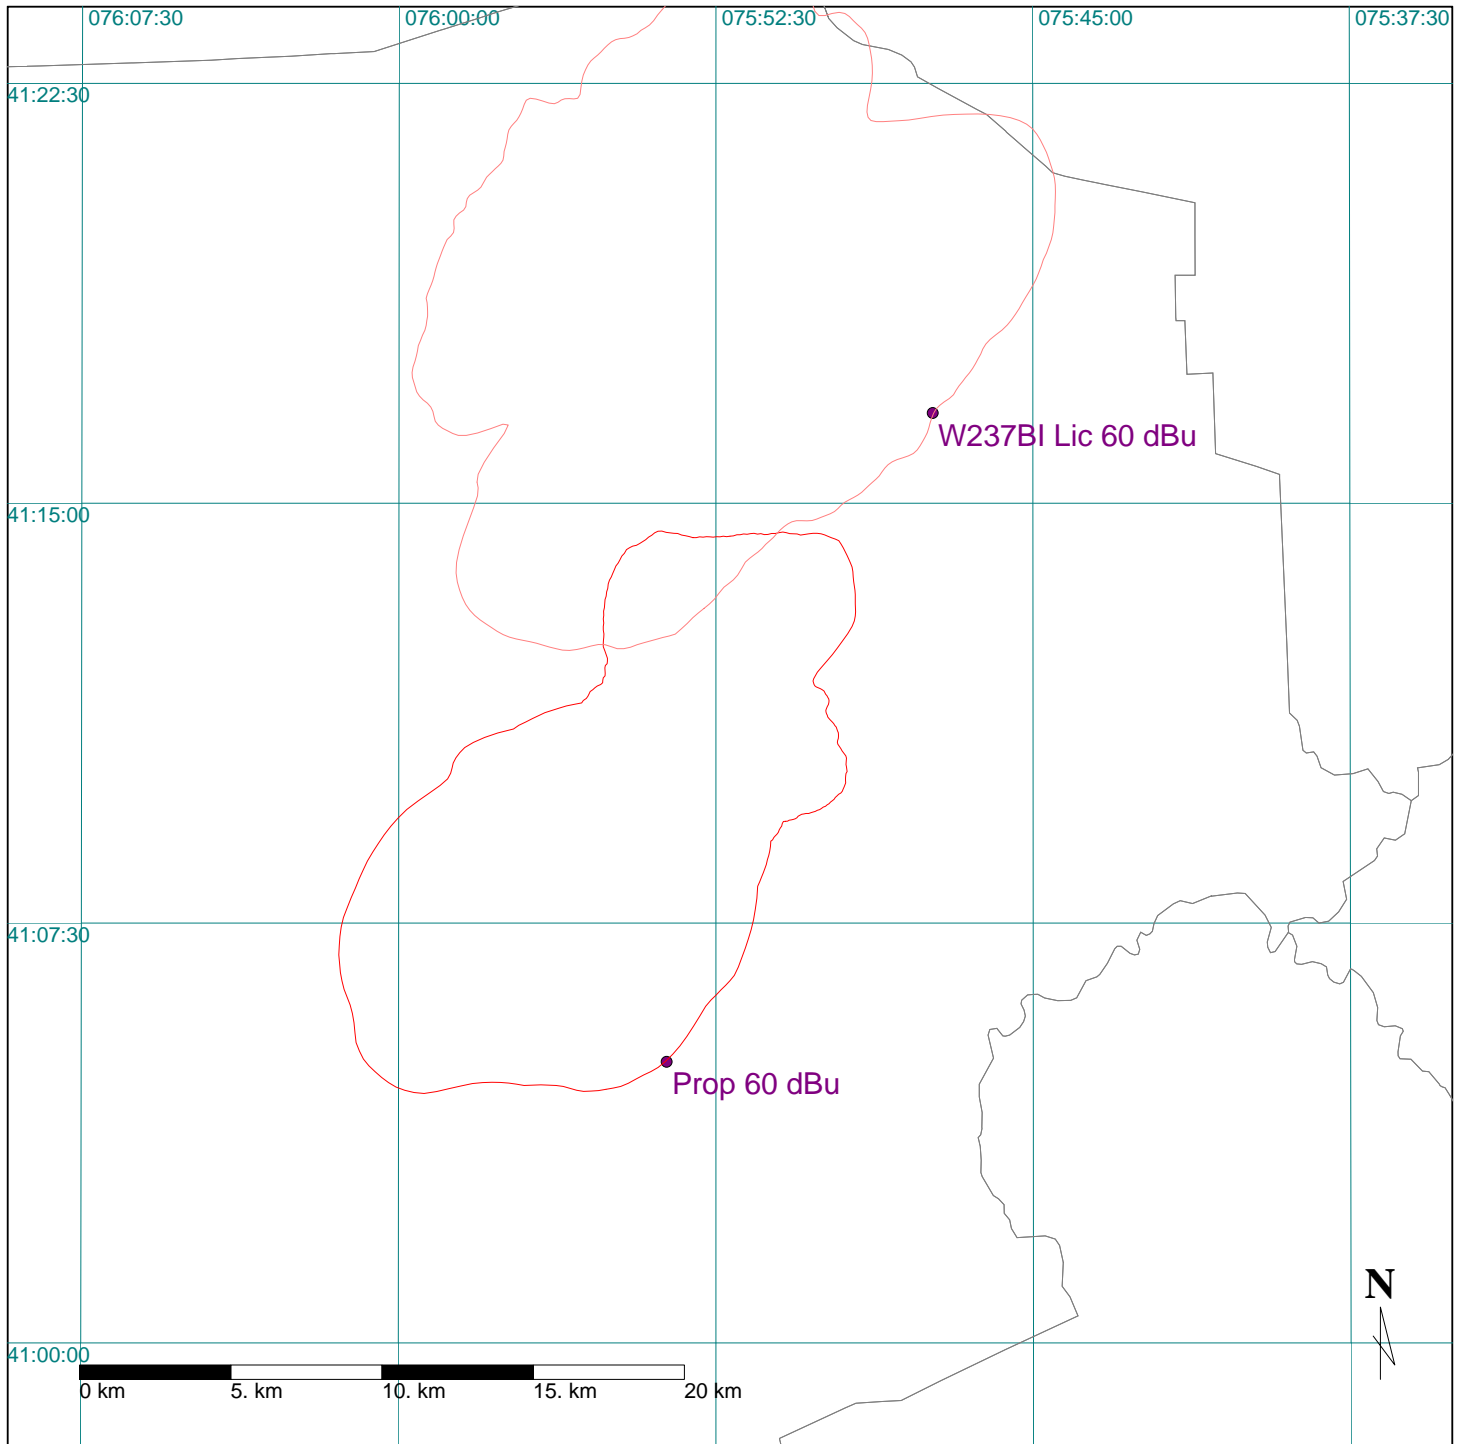 076:07:30
076:00:00
075:52:30
075:45:00
075:37:30
41:22:30
W237BI Lic 60 dBu
41:15:00
41:07:30
Prop 60 dBu
N
41:00:00
0 km
5. km
10. km
15. km
20 km